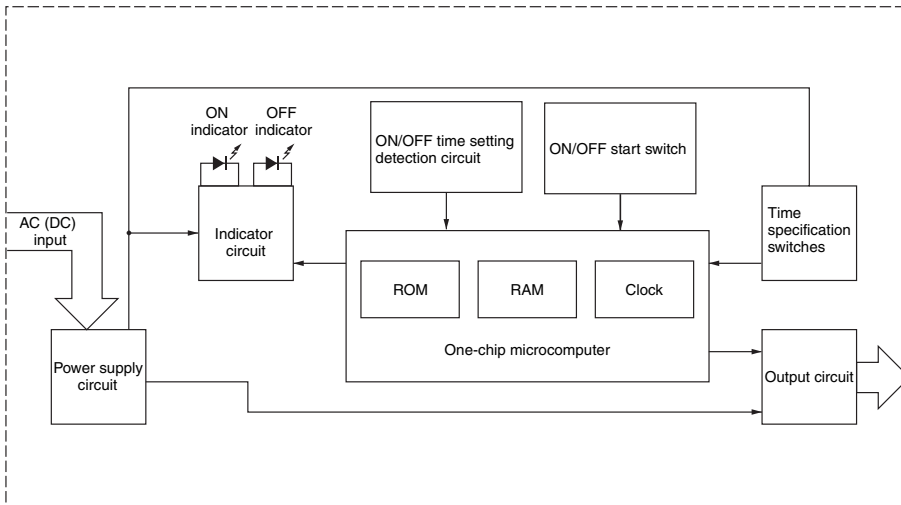 ON
indicator
OFF
indicator
ON/OFF time setting
detection circuit
ON/OFF start switch
AC (DC)
input
Indicator
circuit
Time
specification
switches
ROM
RAM
Clock
One-chip microcomputer
Power supply
circuit
Output circuit